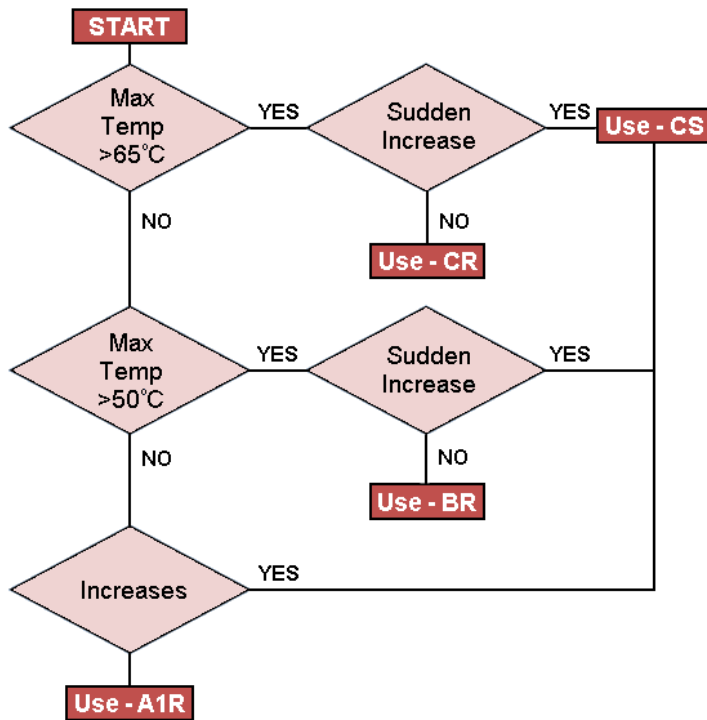 START
Max
Temp
>65°C
YES
Sudden
Increase
YES
Use - CS
NO
NO
Use - CR
Max
Temp
>50°C
YES
Sudden
Increase
YES
NO
NO
Use - BR
Increases
YES
Use - A1R